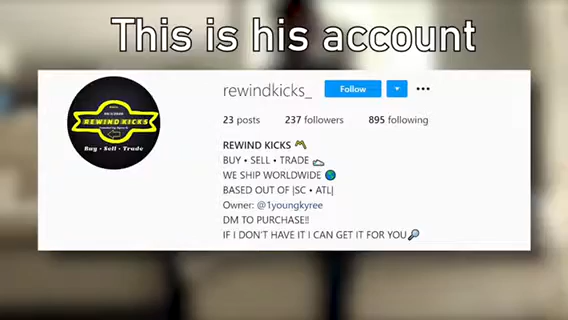 This is his account
REWIND KICKS
Buy • Sell • Trade
rewindkicks_ Follow
23 posts 237 followers 895 following
REWIND KICKS
BUY • SELL • TRADE
WE SHIP WORLDWIDE
BASED OUT OF |SC • ATL|
Owner: @1youngkyree
DM TO PURCHASE!!
IF I DON'T HAVE IT I CAN GET IT FOR YOU